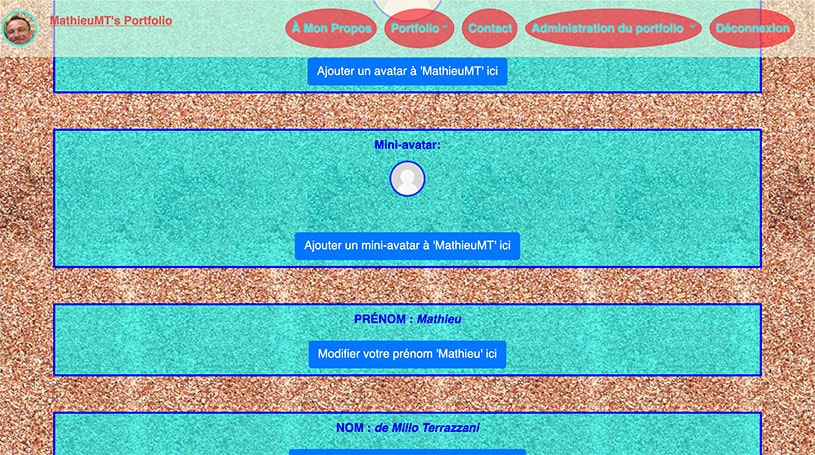 MathieuMT's Portfolio
À Mon Propos
Portfolio
Contact
Administration du portfolio
Déconnexion
Ajouter un avatar à 'MathieuMT' ici
Mini-avatar:
Ajouter un mini-avatar à 'MathieuMT' ici
PRÉNOM : Mathieu
Modifier votre prénom 'Mathieu' ici
NOM : de Millo Terrazzani